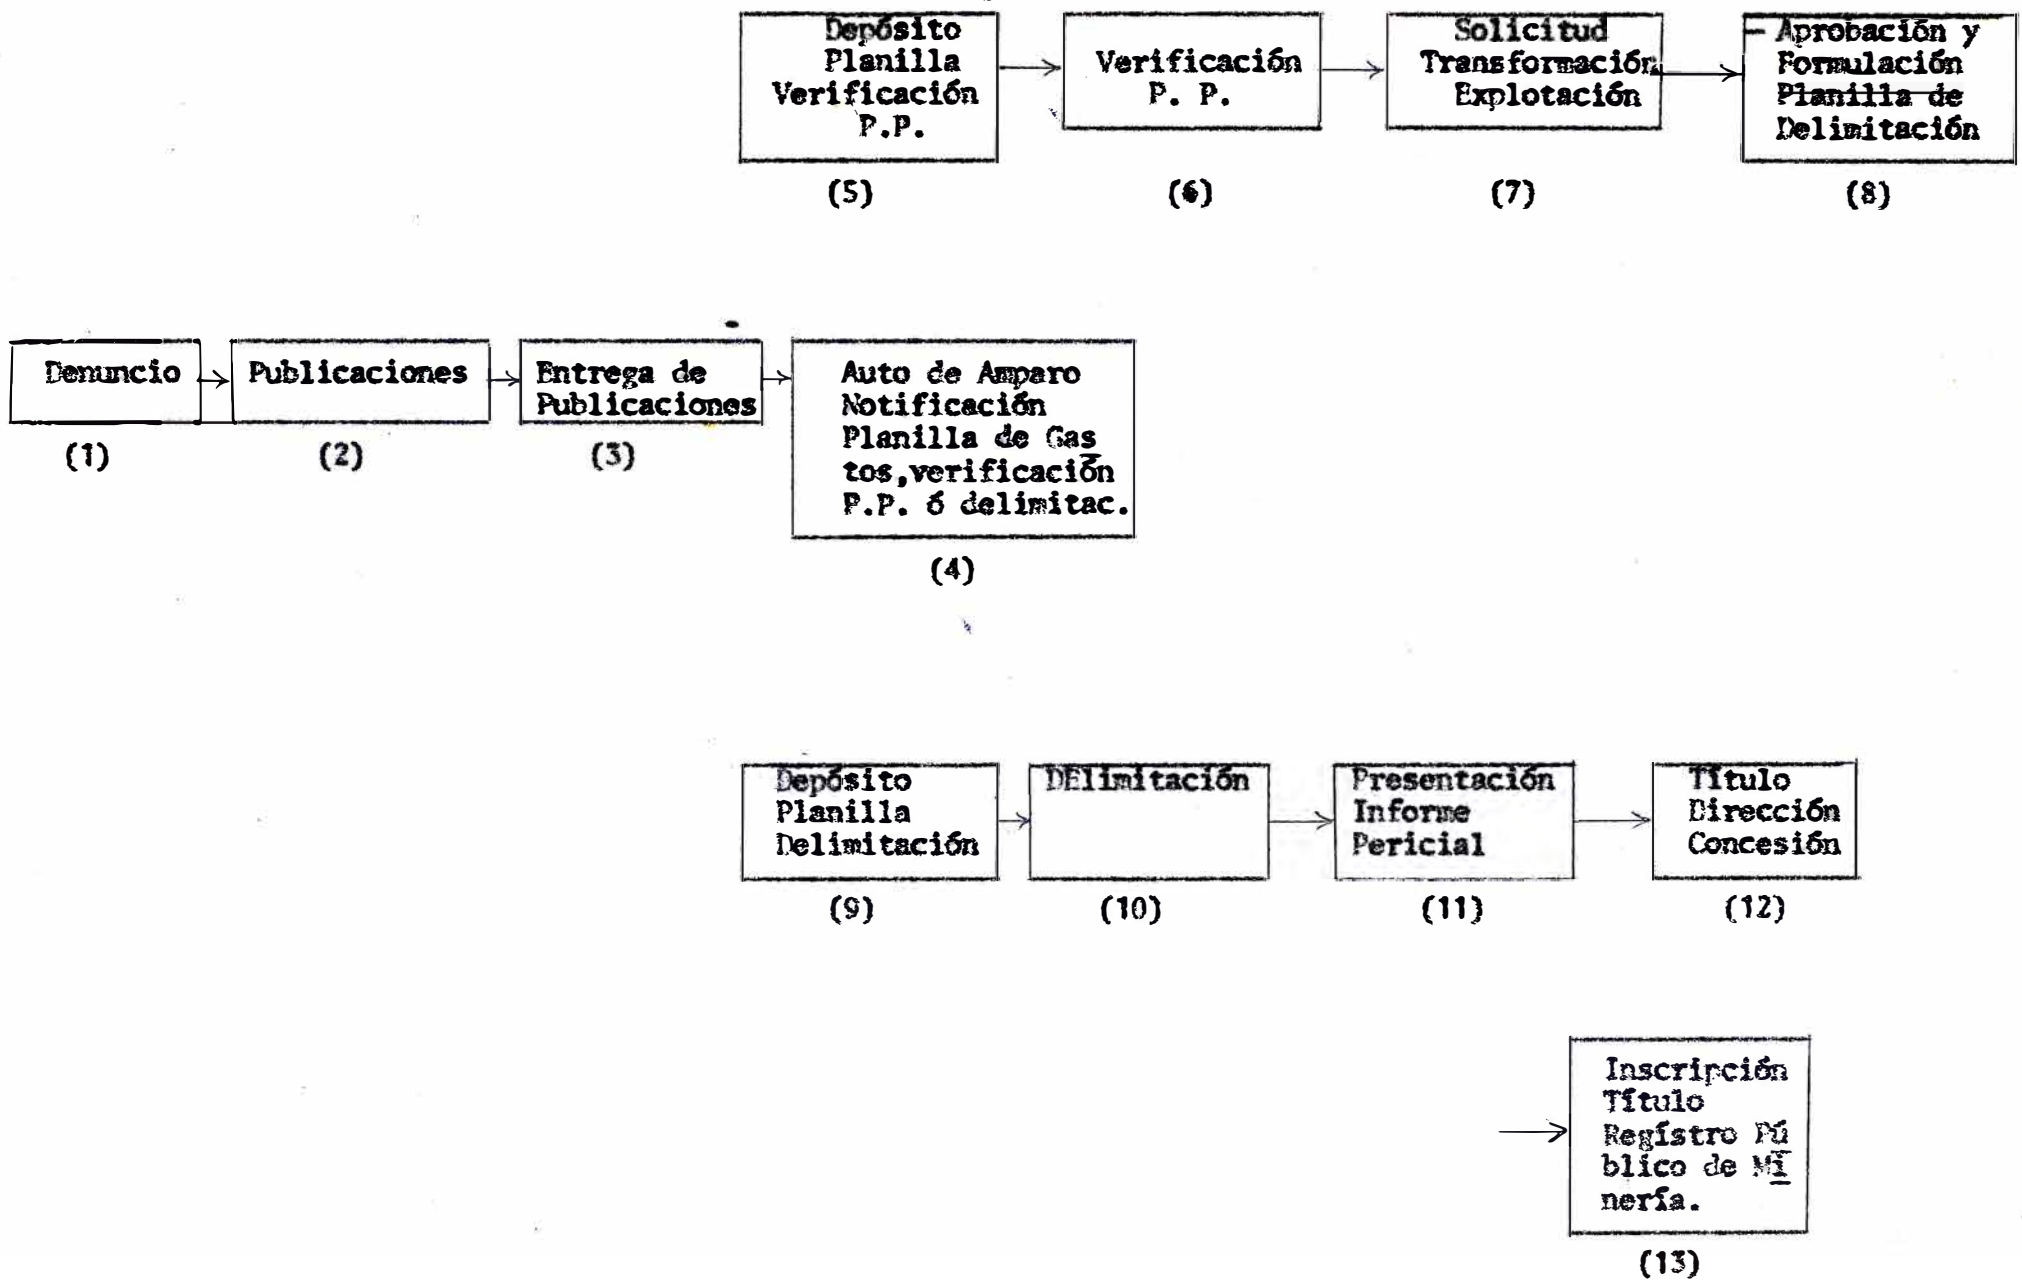 Depósito
Planilla
Verificación
P.P.
(5)
Verificación
P. P.
(6)
Solicitud
Transformación
Explotación
(7)
- Aprobación y
Formulación
Planilla de
Delimitación
(8)
Denuncio
(1)
Publicaciones
(2)
Entrega de
Publicaciones
(3)
Auto de Amparo
Notificación
Planilla de Gas
tos,verificación
P.P. ó delimitac.
(4)
Depósito
Planilla
Delimitación
(9)
DElimitación
(10)
Presentación
Informe
Pericial
(11)
Título
Dirección
Concesión
(12)
Inscripción
Título
Regístro Pú
blico de Mi
nería.
(13)